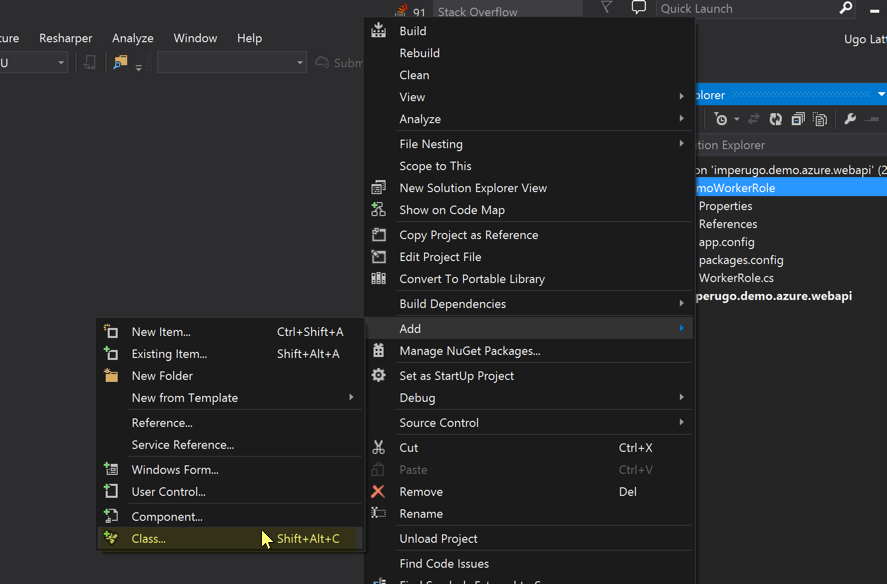 91 Stack Overflow Quick Launch
ture Resharper Analyze Window Help
Ugo Latt
U Subm
Build
Rebuild
Clean
View
Analyze
File Nesting
Scope to This
New Solution Explorer View
Show on Code Map
Copy Project as Reference
Edit Project File
Convert To Portable Library
Build Dependencies
Add
Manage NuGet Packages...
Set as StartUp Project
Debug
Source Control
Cut Ctrl+X
Paste Ctrl+V
Remove Del
Rename
Unload Project
Find Code Issues
New Item... Ctrl+Shift+A
Existing Item... Shift+Alt+A
New Folder
New from Template
Reference...
Service Reference...
Windows Form...
User Control...
Component...
Class... Shift+Alt+C
plorer
tion Explorer
on 'imperugo.demo.azure.webapi' (2
moWorkerRole
Properties
References
app.config
packages.config
WorkerRole.cs
perugo.demo.azure.webapi